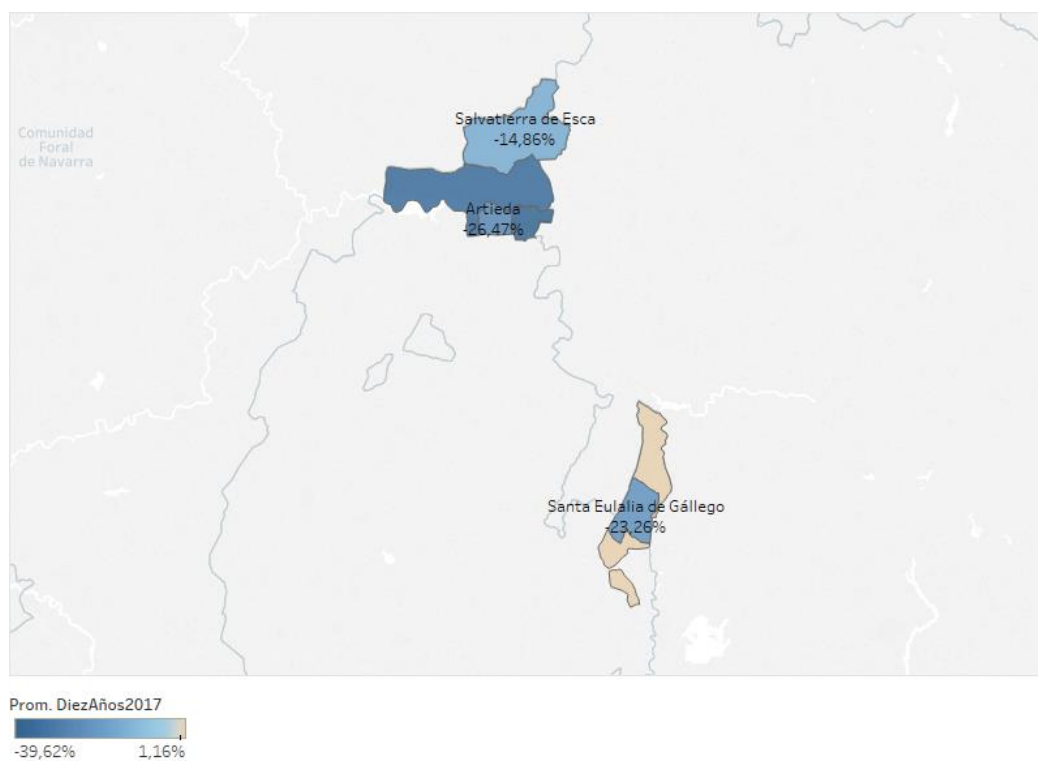 Salvatierra de Esca
-14,86%
Comunidad
Foral
de Navarra
Artieda
-26,47%
Santa Eulalia de Gállego
-23,26%
Prom. DiezAños2017
-39,62%
1,16%